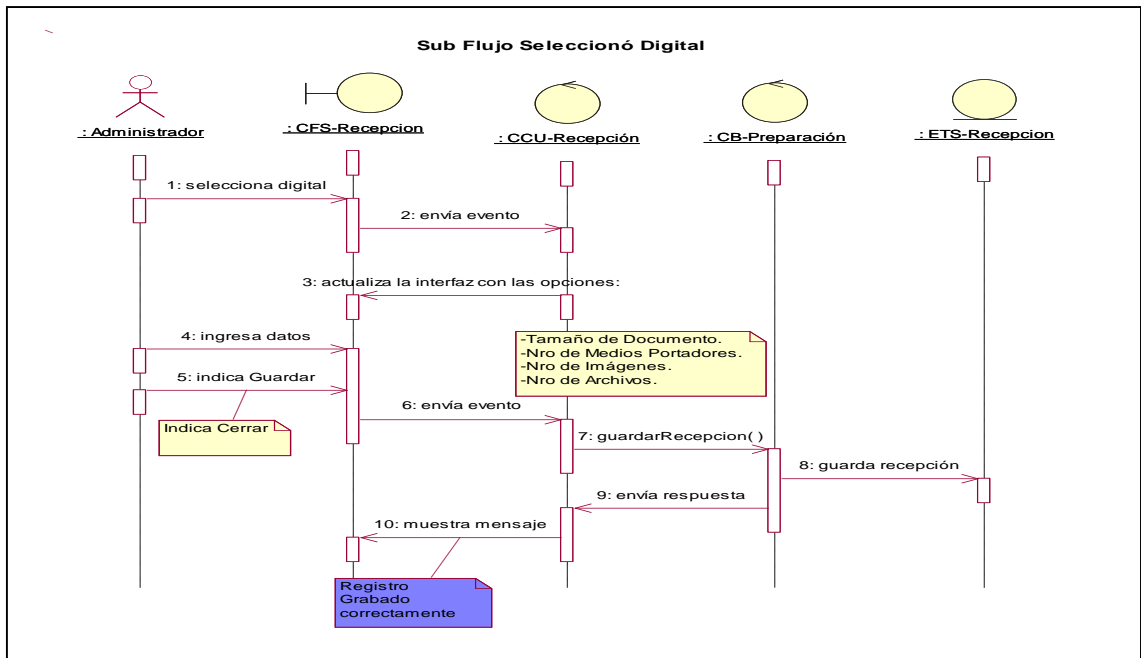 Sub Flujo Seleccionó Digital
: Administrador
: CFS-Recepcion
: CCU-Recepción
: CB-Preparación
: ETS-Recepcion
1: selecciona digital
2: envía evento
3: actualiza la interfaz con las opciones:
-Tamaño de Documento.
-Nro de Medios Portadores.
-Nro de Imágenes.
-Nro de Archivos.
4: ingresa datos
5: indica Guardar
Indica Cerrar
6: envía evento
7: guardarRecepcion( )
8: guarda recepción
9: envía respuesta
10: muestra mensaje
Registro
Grabado
correctamente